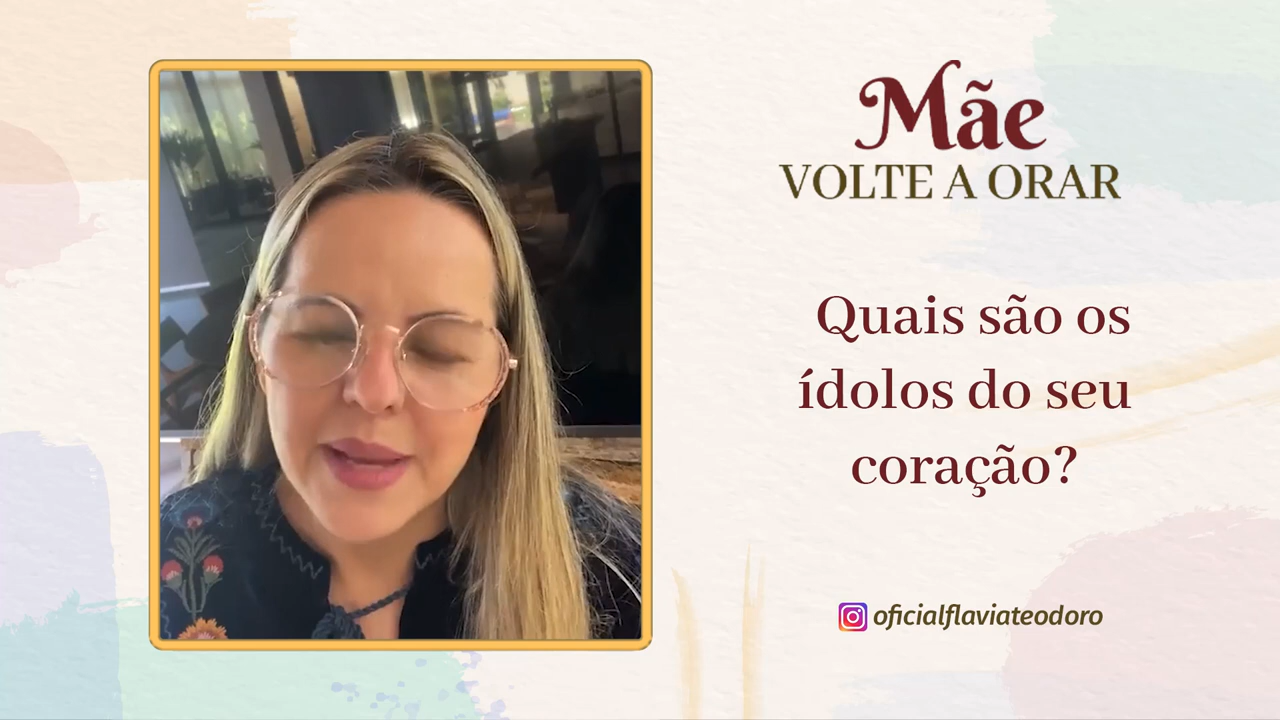 Mãe
VOLTE A ORAR
Quais são os
ídolos do seu
coração?
oficialflaviateodoro